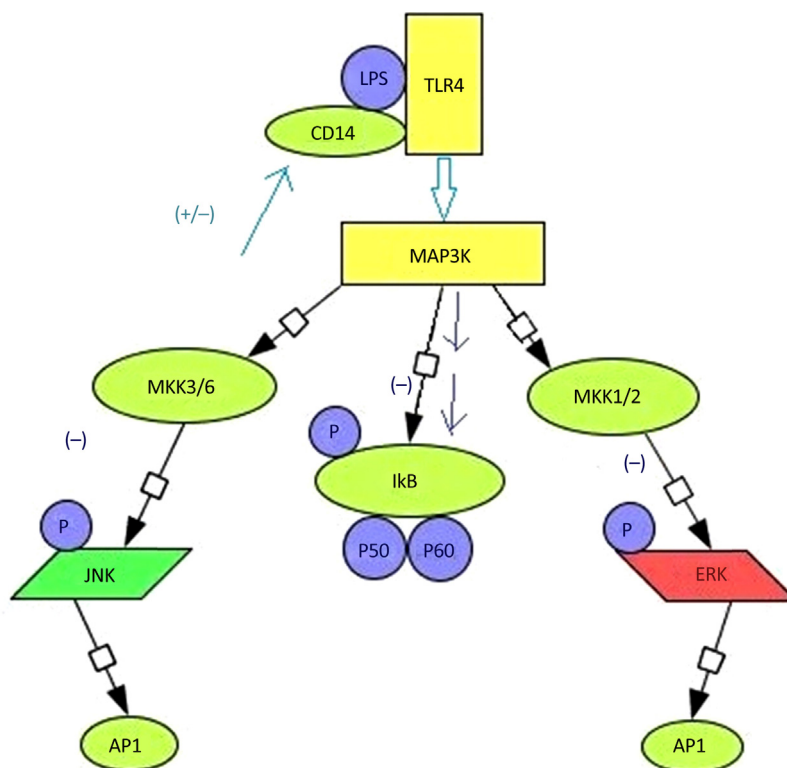 LPS
TLR4
CD14
(+/−)
MAP3K
MKK3/6
(−)
MKK1/2
(−)
P
(−)
IkB
P
P50
P60
P
JNK
ERK
AP1
AP1